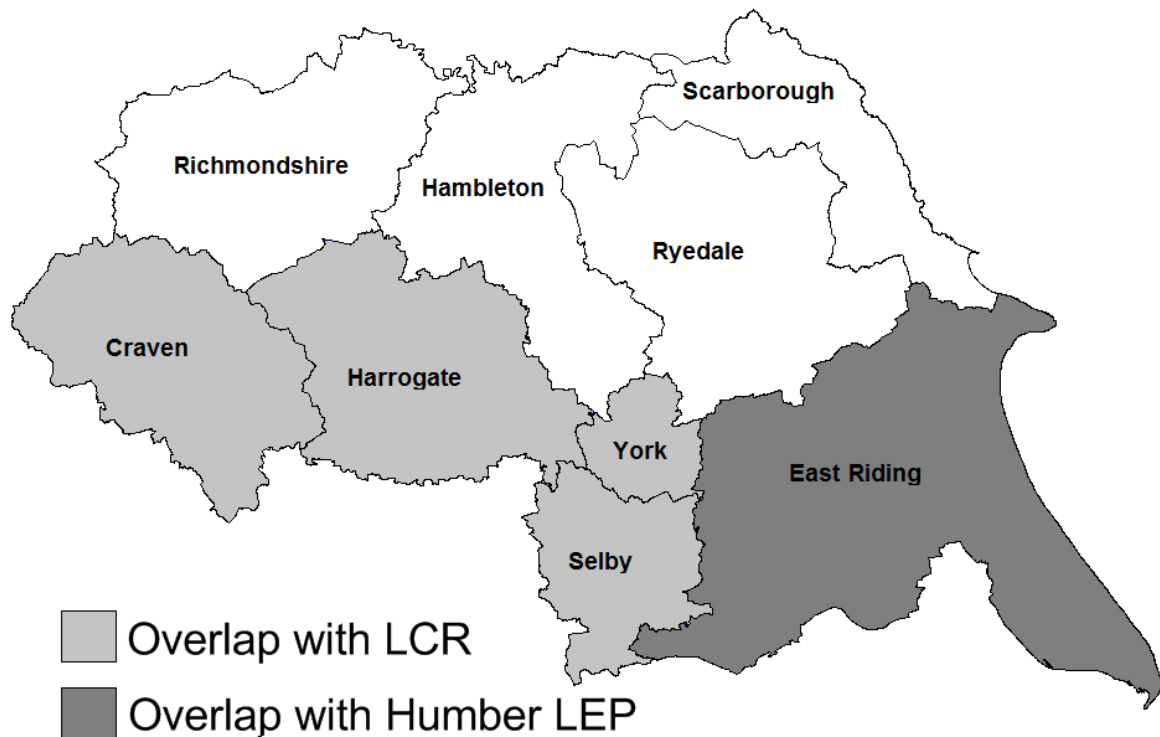 Scarborough
Richmondshire
Hambleton
Ryedale
Craven
Harrogate
York
East Riding
Selby
Overlap with LCR
Overlap with Humber LEP